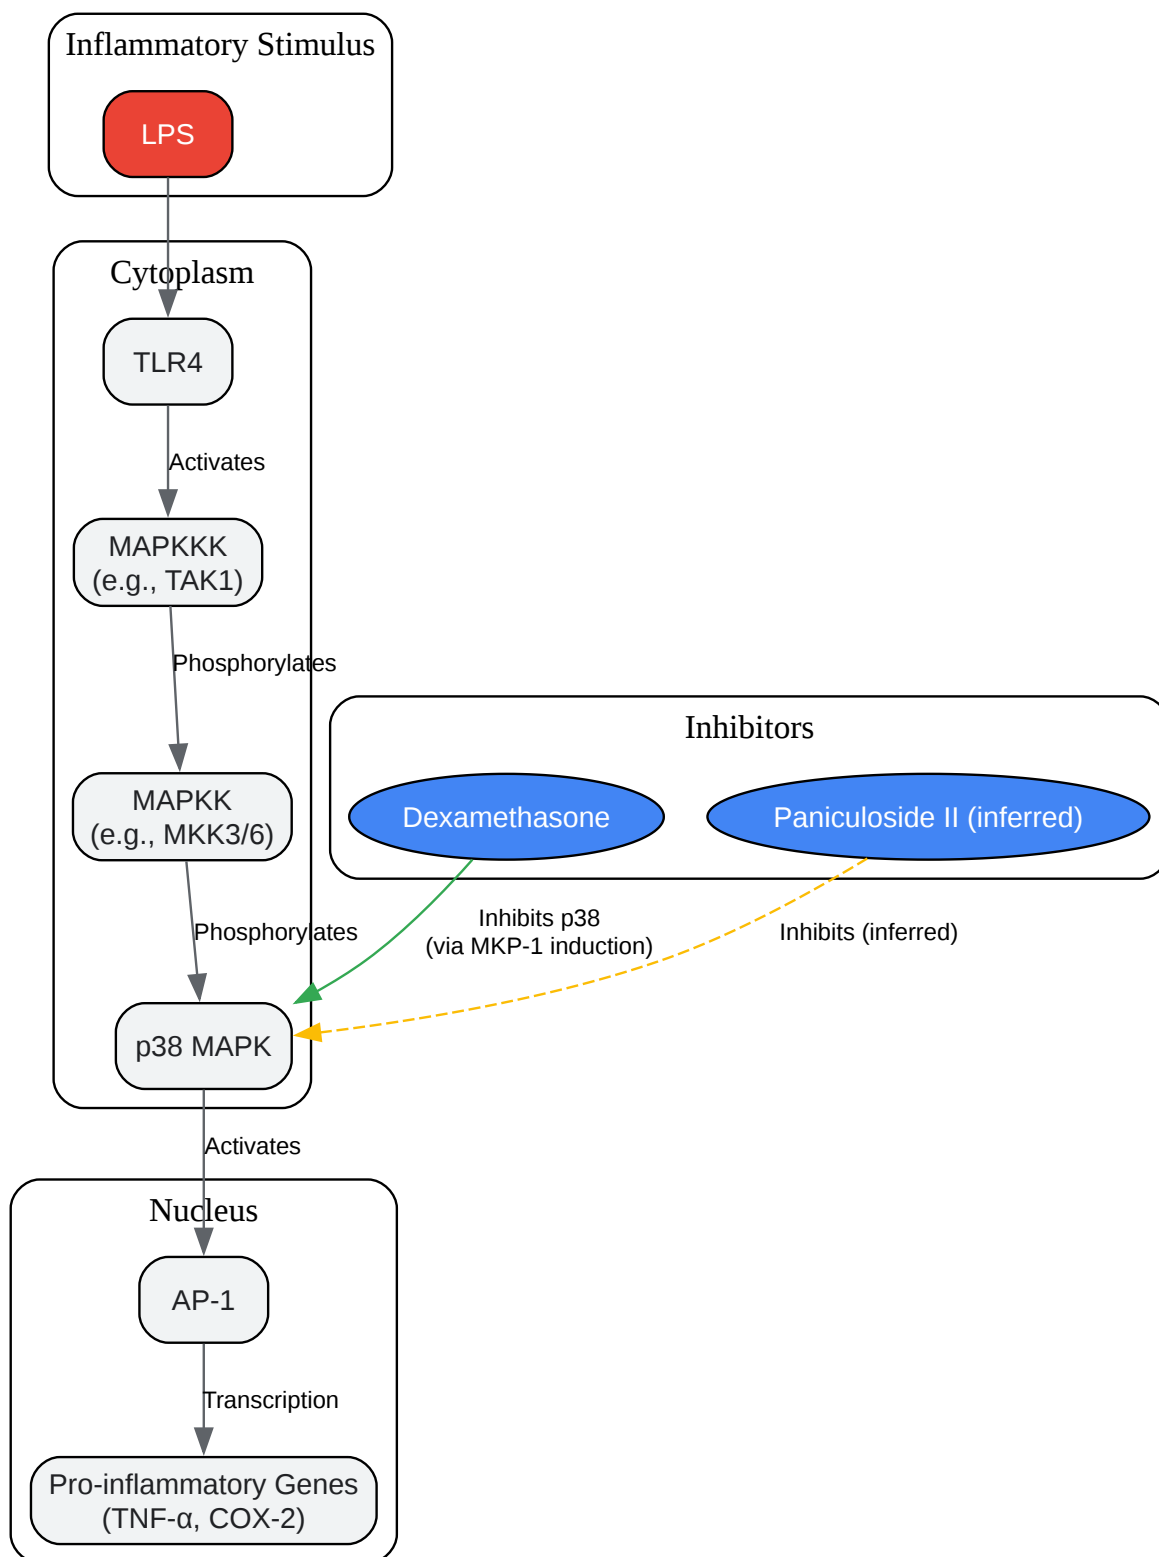 Inflammatory Stimulus
LPS
Cytoplasm
TLR4
Activates
MAPKKK
(e.g., TAK1)
Phosphorylates
Inhibitors
MAPKK
(e.g., MKK3/6)
Dexamethasone
Paniculoside II (inferred)
Phosphorylates
Inhibits p38
(via MKP-1 induction)
Inhibits (inferred)
p38 MAPK
Activates
Nucleus
AP-1
Transcription
Pro-inflammatory Genes
(TNF-α, COX-2)